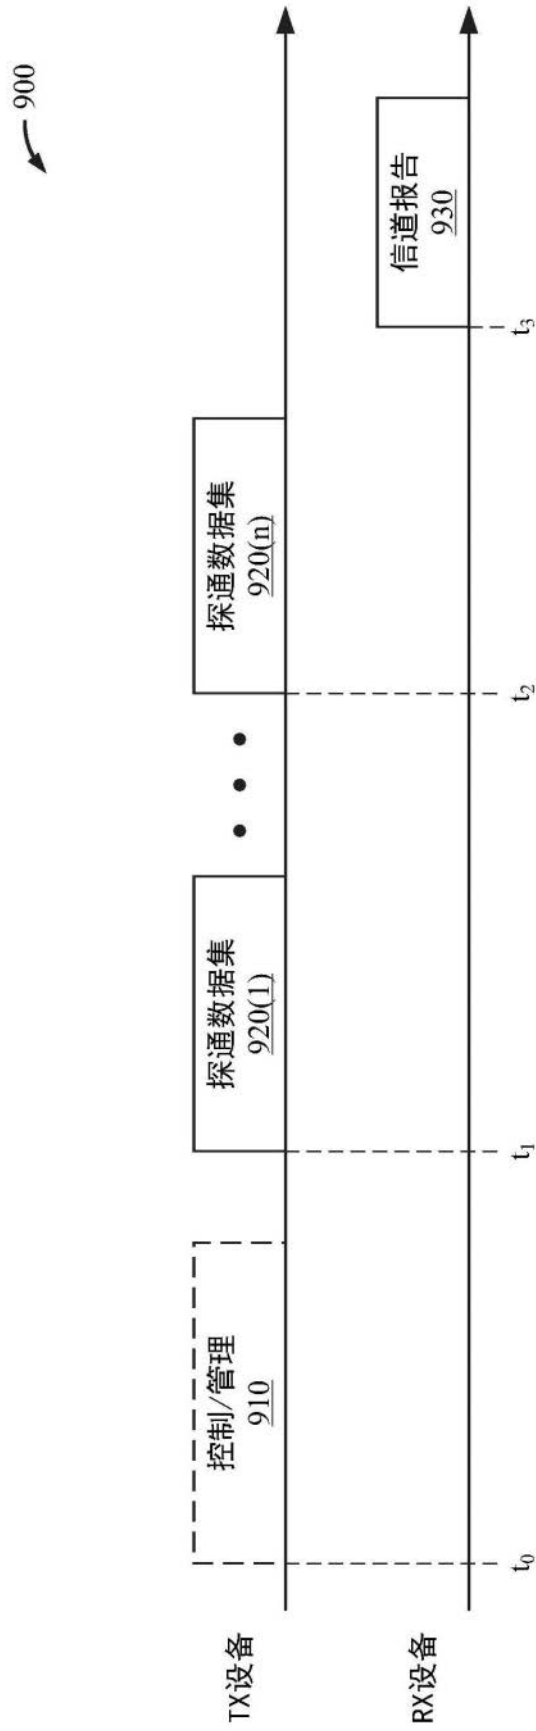 900
TX设备
控制/管理
910
探通数据集
920(1)
探通数据集
920(n)
RX设备
信道报告
930
t0
t1
t2
t3